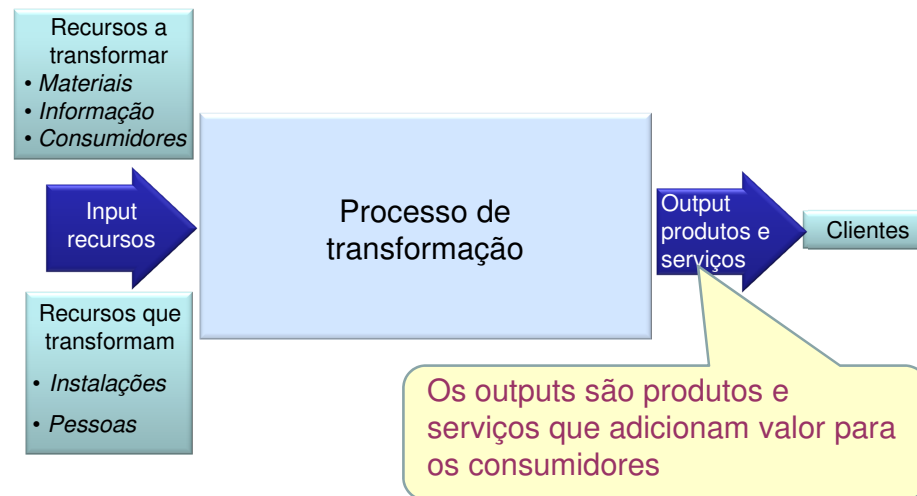 Recursos a
transformar
• Materiais
• Informação
• Consumidores
Input
recursos
Recursos que
transformam
• Instalações
• Pessoas
Processo de
transformação
Output
produtos e
serviços
Clientes
Os outputs são produtos e
serviços que adicionam valor para
os consumidores